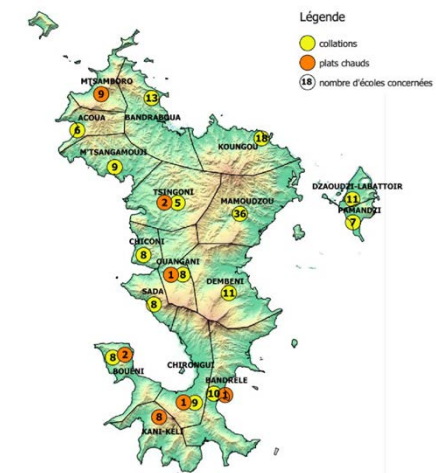 Légende
collations
plats chauds
18 nombre d'écoles concernées
MTSAMBORO
9
13
ACOUA
BANDRABOUA
6
M'TSANGAMOUJI
9
18
KOUNGOU
DZAOUDZI-LABATTOIR
11
PAMANDZI
7
TSINGONI
2 5
MAMOUDZOU
36
CHICONI
8
OUANGANI
1 8
DEMBENI
11
SADA
8
8 2
BOUENI
CHIRONGUI
BANDRELE
10 1
1 9
8
KANI-KELI